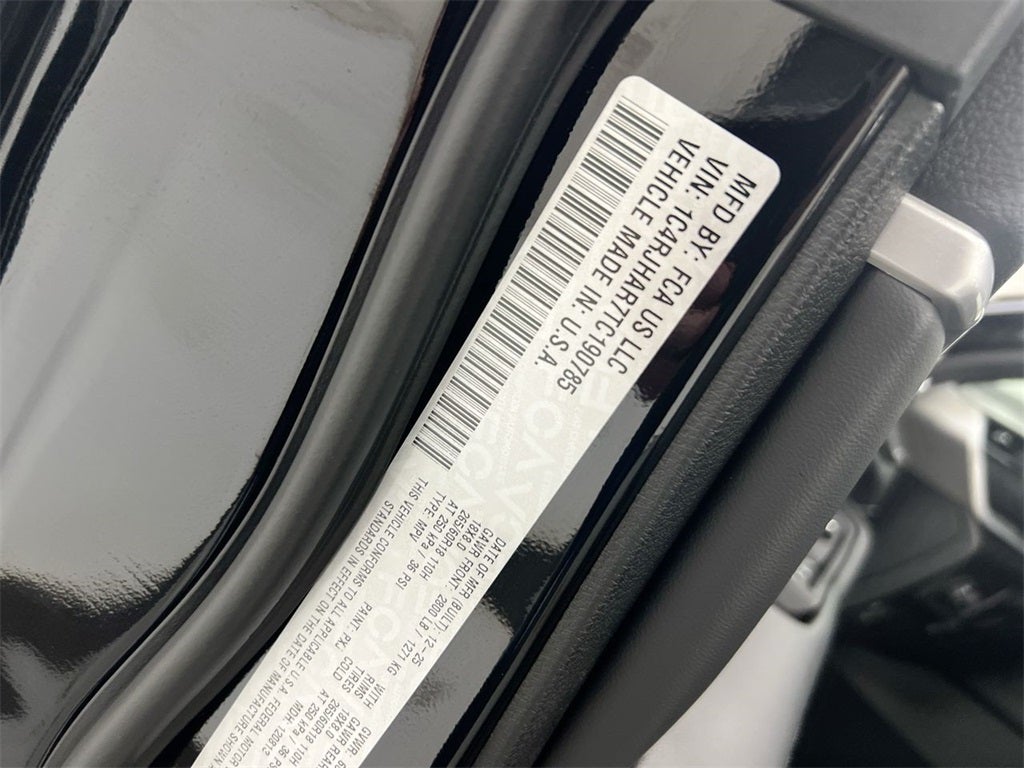 MFD BY: FCA US LLC
VIN: 1C4RJHAR7TC190785
VEHICLE MADE IN: U.S.A.
DATE OF MFR (BUILT): 12-25
GAWR FRONT: 2800 LB / 1271 KG WITH
18X8.0 RIMS
265/60R18 110H TIRES
AT 250 kPa / 36 PSI COLD
TYPE: MPV PAINT: PXJ
THIS VEHICLE CONFORMS TO ALL APPLICABLE U.S.A. FEDERAL MOTOR
STANDARDS IN EFFECT ON THE DATE OF MANUFACTURE SHOWN
GVWR
GAWR REAR
18X8.0
265/60R18 110H
AT 250 kPa / 36 PSI
MDH: 120812